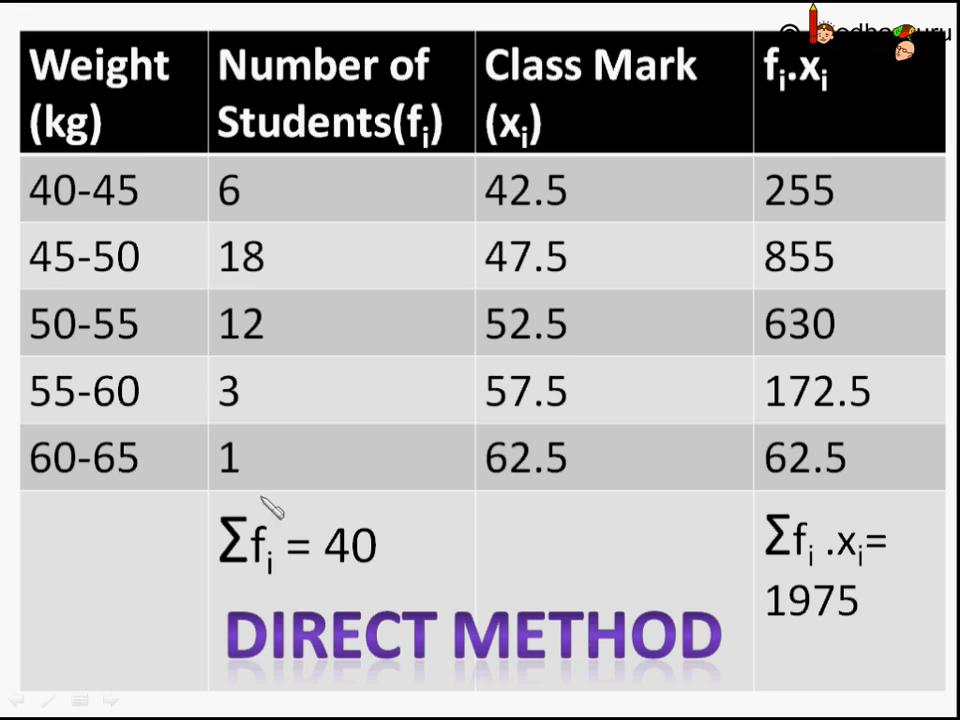 Weight (kg) Number of Students(fi) Class Mark (xi) fi.xi
40-45 6 42.5 255
45-50 18 47.5 855
50-55 12 52.5 630
55-60 3 57.5 172.5
60-65 1 62.5 62.5
Σfi = 40 Σfi .xi= 1975
DIRECT METHOD